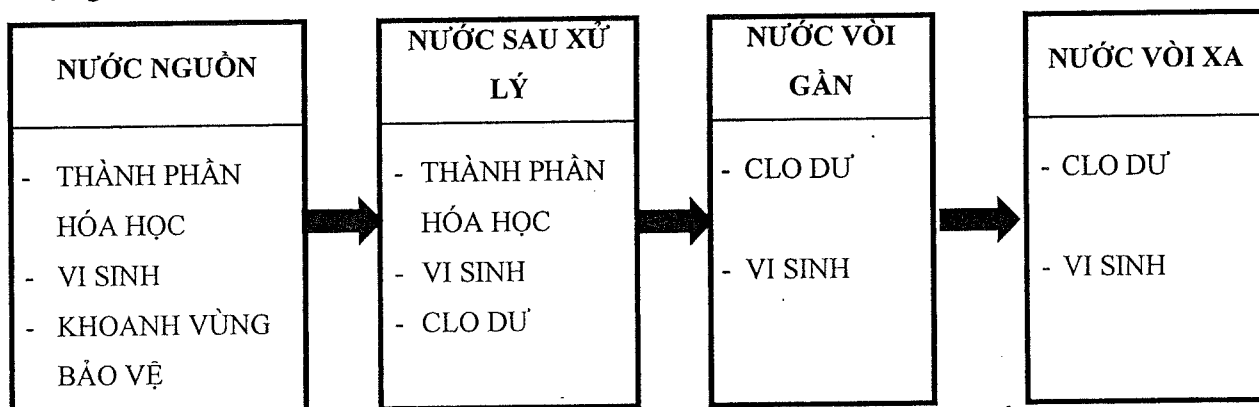 NƯỚC NGUỒN
- THÀNH PHẦN
HÓA HỌC
- VI SINH
- KHOANH VÙNG
BẢO VỆ
NƯỚC SAU XỬ
LÝ
- THÀNH PHẦN
HÓA HỌC
- VI SINH
- CLO DƯ
NƯỚC VÒI
GẦN
- CLO DƯ
- VI SINH
NƯỚC VÒI XA
- CLO DƯ
- VI SINH